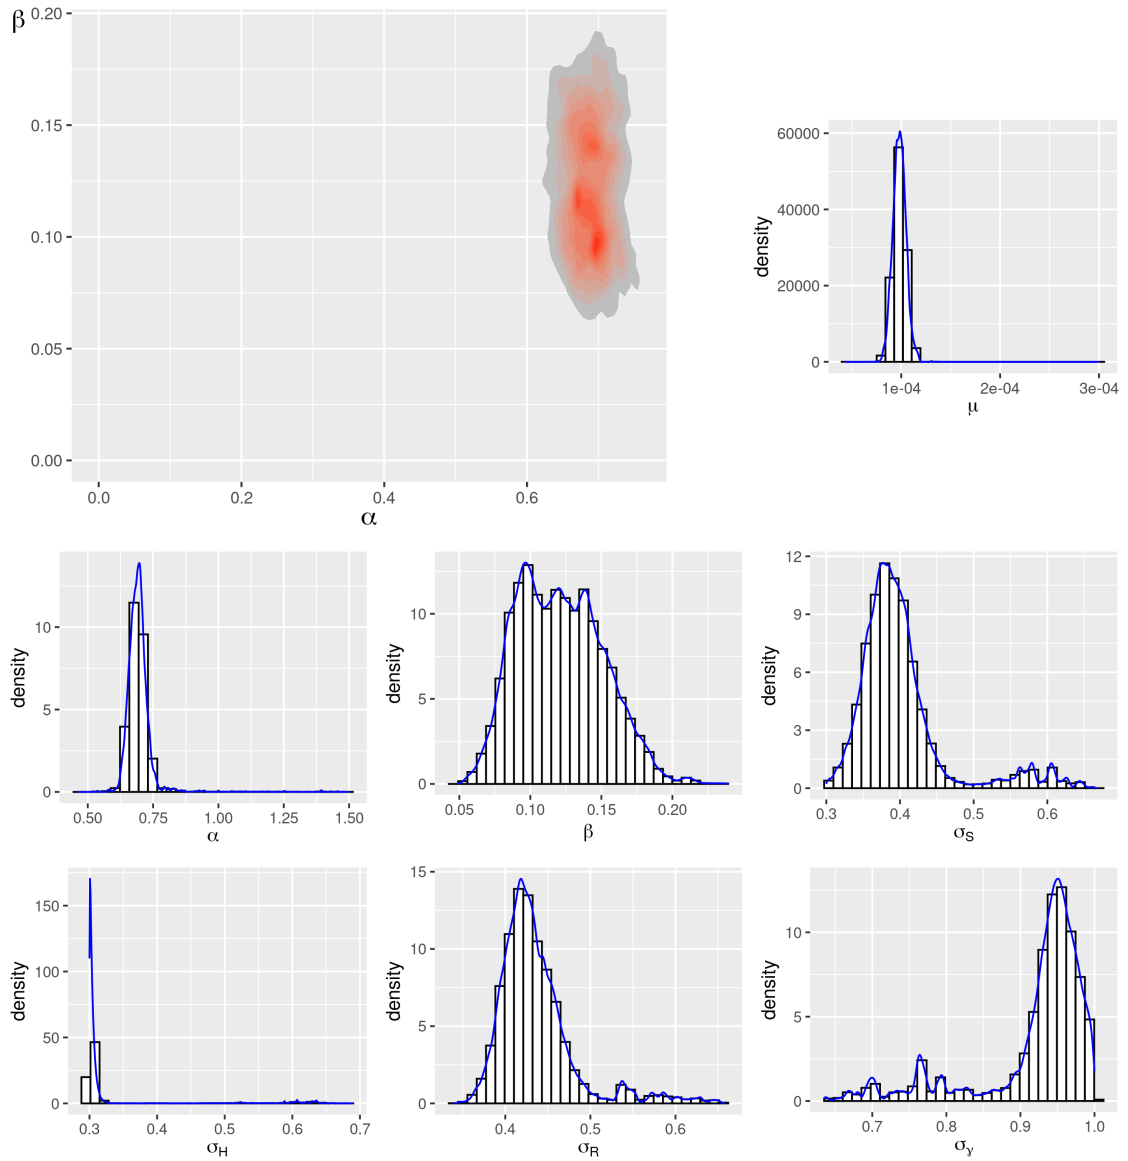 β
0.20
0.15
0.10
0.05
0.00
0.0 0.2 0.4 0.6
α
density
60000
40000
20000
0
1e-04 2e-04 3e-04
μ
density
10
5
0
0.50 0.75 1.00 1.25 1.50
α
density
10
5
0
0.05 0.10 0.15 0.20
β
density
12
9
6
3
0
0.3 0.4 0.5 0.6
σS
density
150
100
50
0
0.3 0.4 0.5 0.6 0.7
σH
density
15
10
5
0
0.4 0.5 0.6
σR
density
10
5
0
0.7 0.8 0.9 1.0
σγ